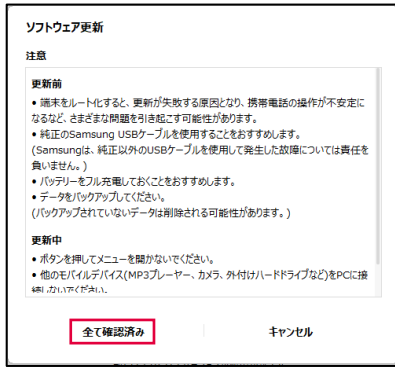 ソフトウェア更新
注意
更新前
• 端末をルート化すると、更新が失敗する原因となり、携帯電話の操作が不安定に
なるなど、さまざまな問題を引き起こす可能性があります。
• 純正のSamsung USBケーブルを使用することをおすすめします。
(Samsungは、純正以外のUSBケーブルを使用して発生した故障については責任を
負いません。)
• バッテリーをフル充電しておくことをおすすめします。
• データをバックアップしてください。
(バックアップされていないデータは削除される可能性があります。)
更新中
• ボタンを押してメニューを開かないでください。
• 他のモバイルデバイス(MP3プレーヤー、カメラ、外付けハードドライブなど)をPCに接
続しないでください。
全て確認済み
キャンセル